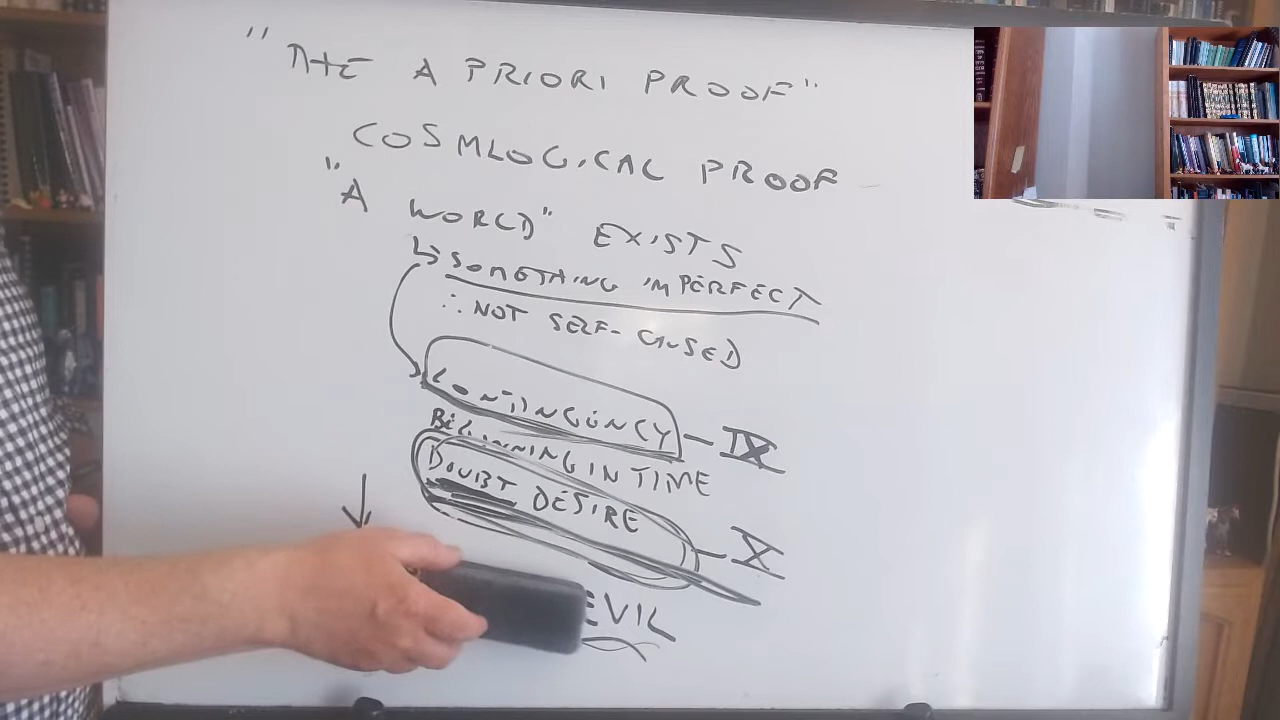 "THE A PRIORI PROOF"
COSMLOGICAL PROOF
"A WORLD" EXISTS
SOMETHING IMPERFECT
∴ NOT SELF-CAUSED
CONTINGENCY – IX
BEGINNING IN TIME
DOUBT DESIRE – X
EVIL